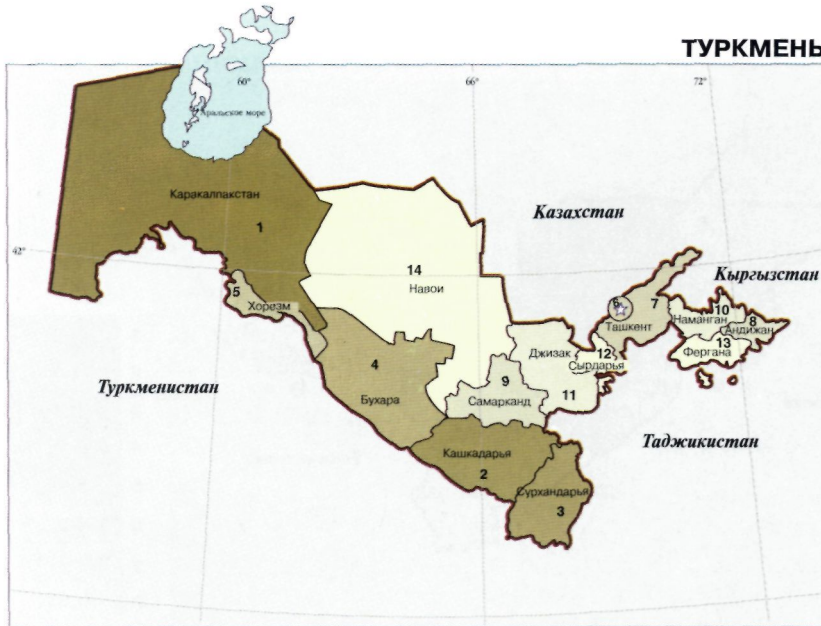 ТУРКМЕНЬ
60°
66°
72°
Аральское море
Каракалпакстан
1
Казахстан
42°
14
Навои
Кыргызстан
5
Хорезм
6
7
Ташкент
10
Наманган
8
Андижан
13
Фергана
12
Сырдарья
Джизак
11
4
Бухара
9
Самарканд
Туркменистан
Таджикистан
Кашкадарья
2
Сурхандарья
3